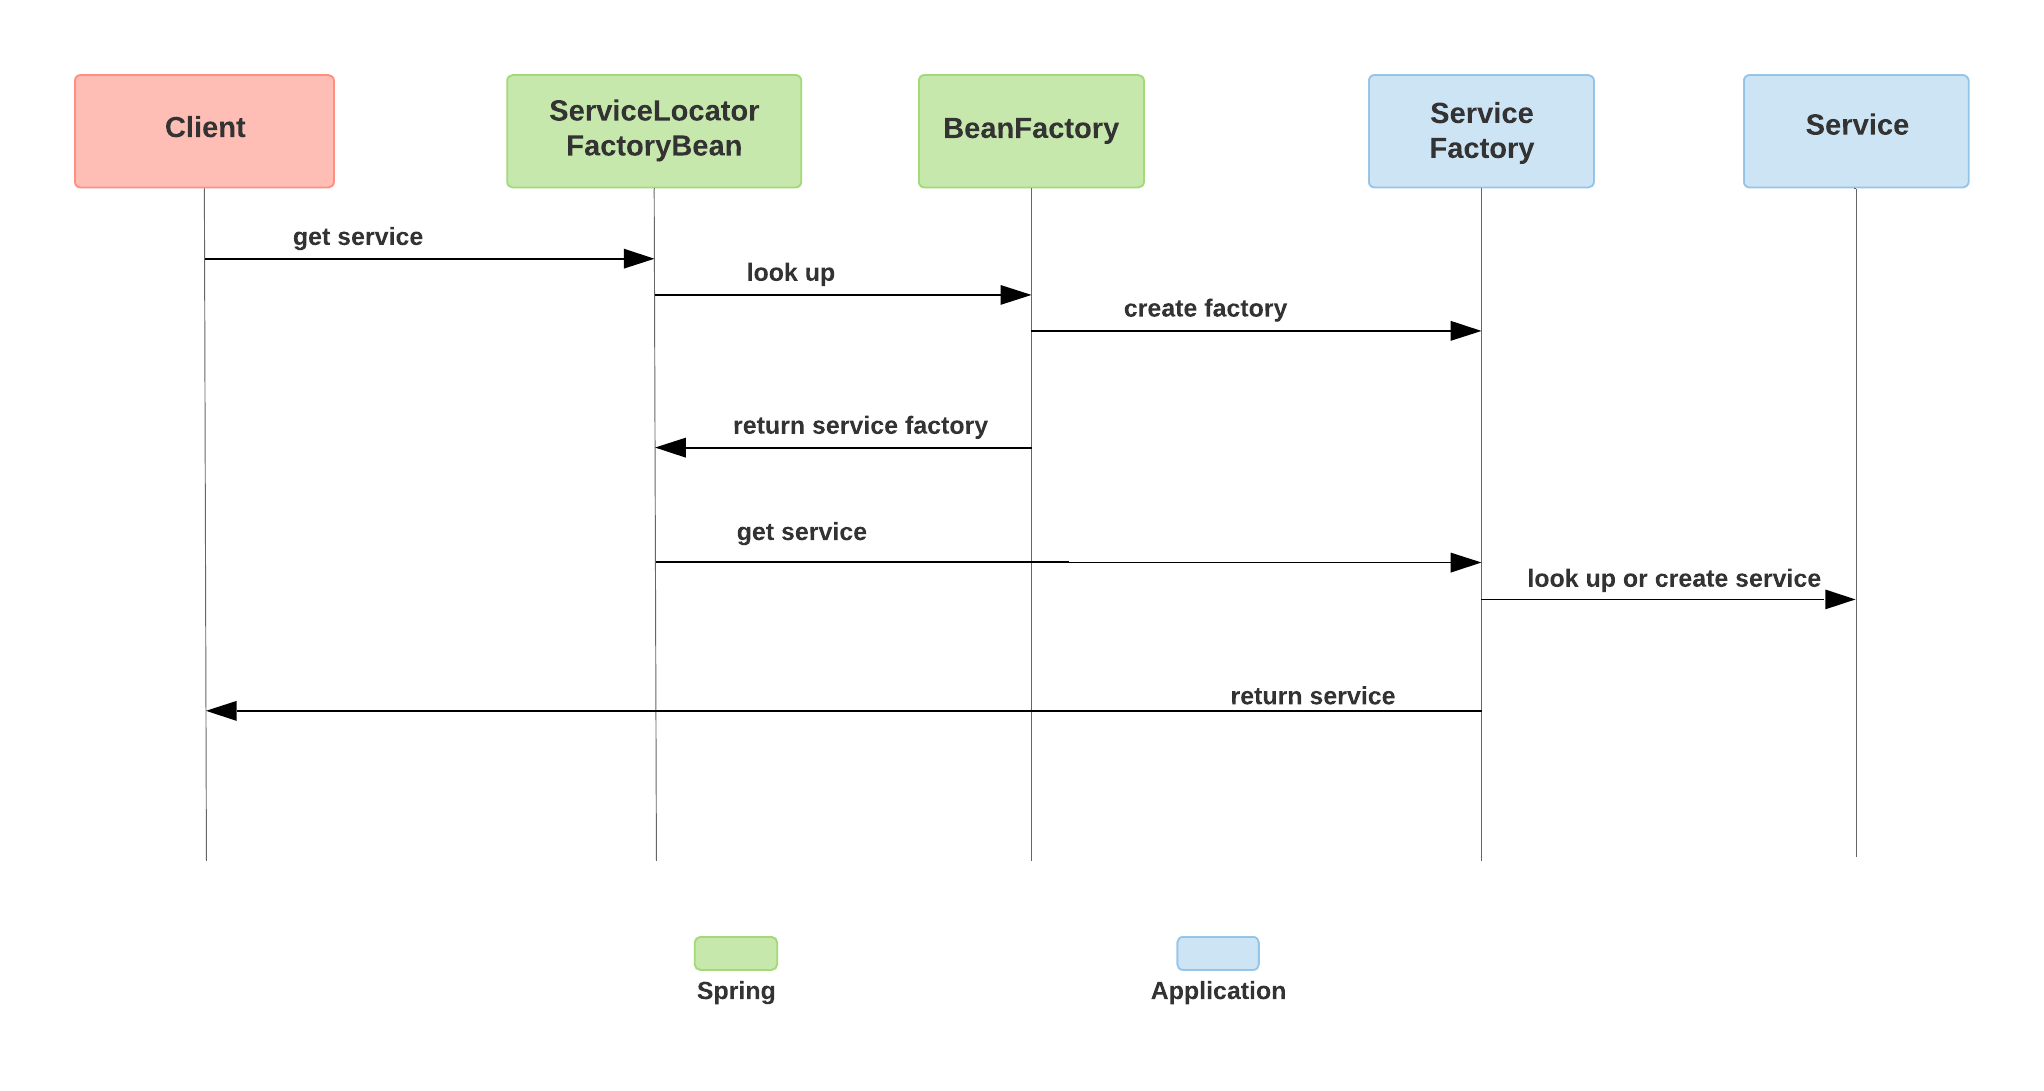 Client
ServiceLocator
FactoryBean
BeanFactory
Service
Factory
Service
get service
look up
create factory
return service factory
get service
look up or create service
return service
Spring
Application